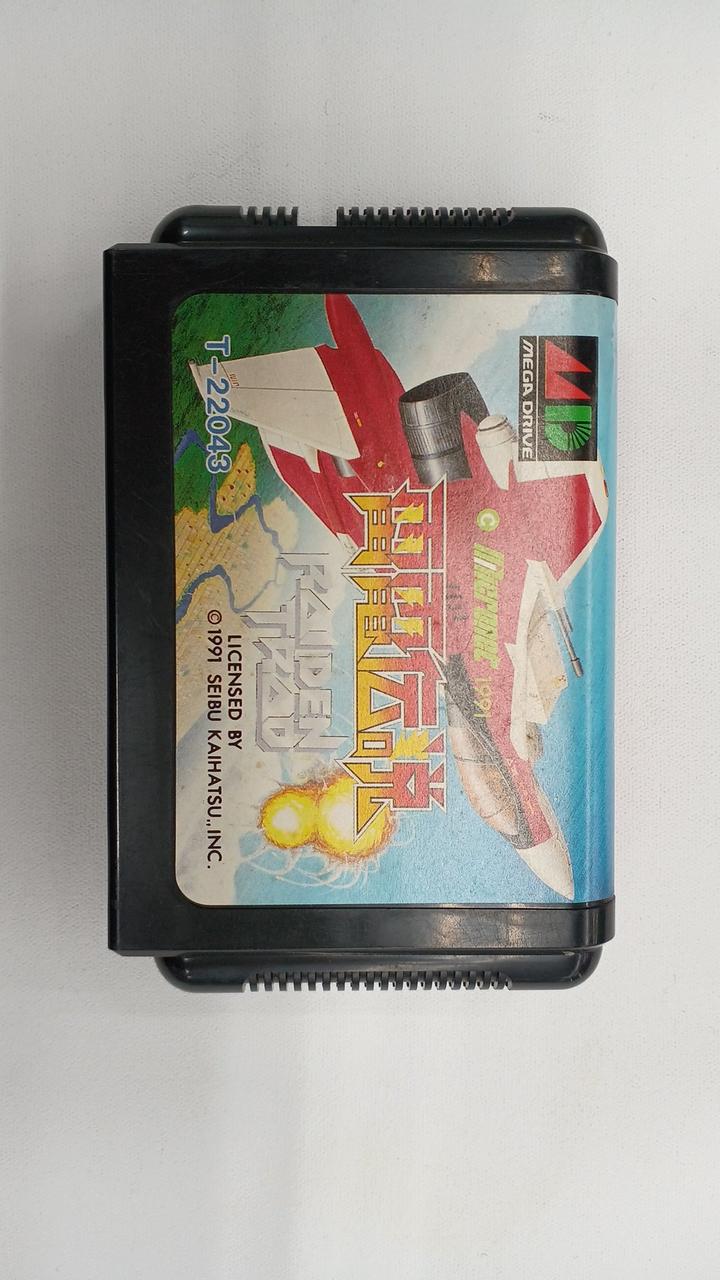 MD
MEGA DRIVE
© Micronet 1991
雷電伝説
RAIDEN
TRAD
LICENSED BY
© 1991 SEIBU KAIHATSU., INC.
T-22043